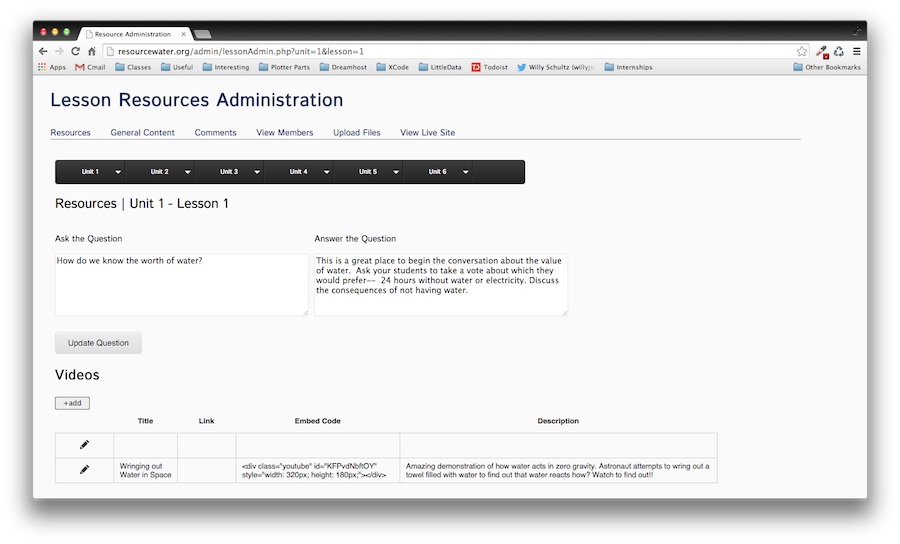 Resource Administration
resourcewater.org/admin/lessonAdmin.php?unit=1&lesson=1
Apps Gmail Classes Useful Interesting Plotter Parts Dreamhost XCode LittleData Todoist Willy Schultz (willyjs Internships Other Bookmarks
Lesson Resources Administration
Resources General Content Comments View Members Upload Files View Live Site
Unit 1 Unit 2 Unit 3 Unit 4 Unit 5 Unit 6
Resources | Unit 1 - Lesson 1
Ask the Question Answer the Question
How do we know the worth of water?
This is a great place to begin the conversation about the value
of water.  Ask your students to take a vote about which they
would prefer--  24 hours without water or electricity. Discuss
the consequences of not having water.
Update Question
Videos
+add
Title Link Embed Code Description
Wringing out
Water in Space
<div class="youtube" id="KFPvdNbftOY"
style="width: 320px; height: 180px;"></div>
Amazing demonstration of how water acts in zero gravity. Astronaut attempts to wring out a
towel filled with water to find out that water reacts how? Watch to find out!!